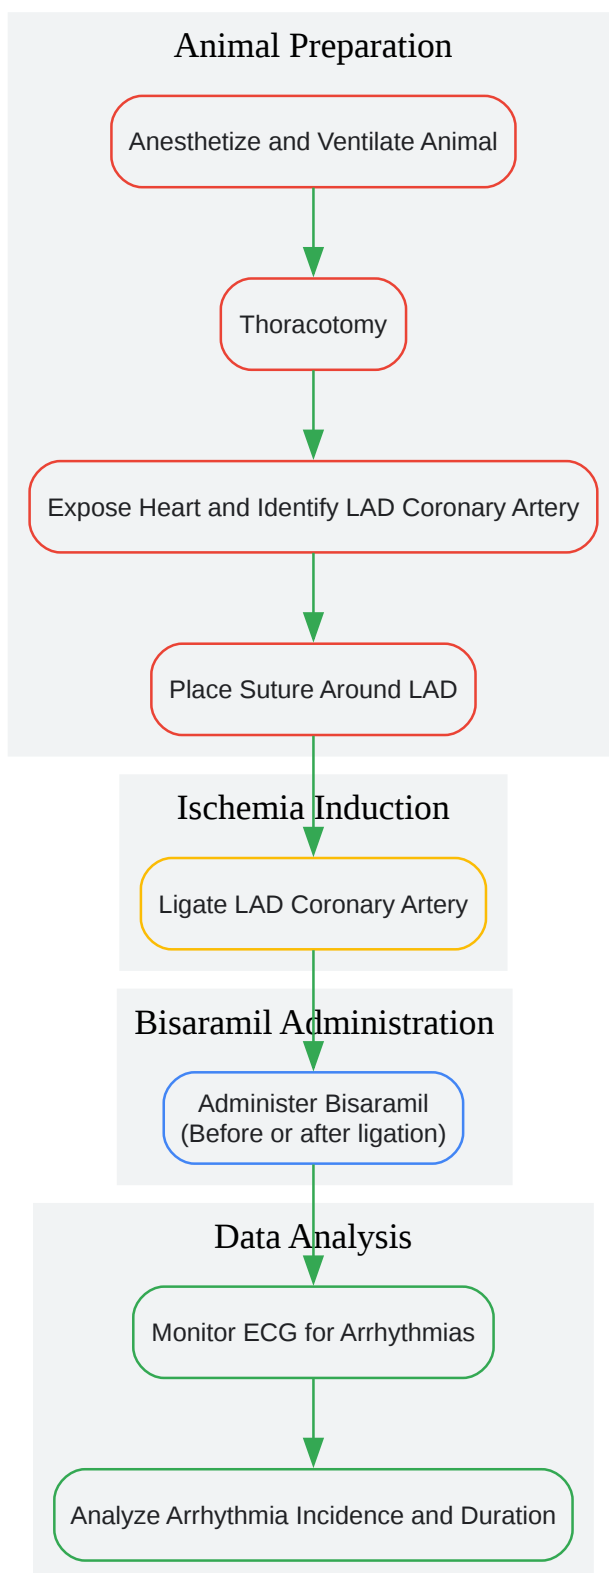 Animal Preparation
Anesthetize and Ventilate Animal
Thoracotomy
Expose Heart and Identify LAD Coronary Artery
Place Suture Around LAD
Ischemia Induction
Ligate LAD Coronary Artery
Bisaramil Administration
Administer Bisaramil
(Before or after ligation)
Data Analysis
Monitor ECG for Arrhythmias
Analyze Arrhythmia Incidence and Duration